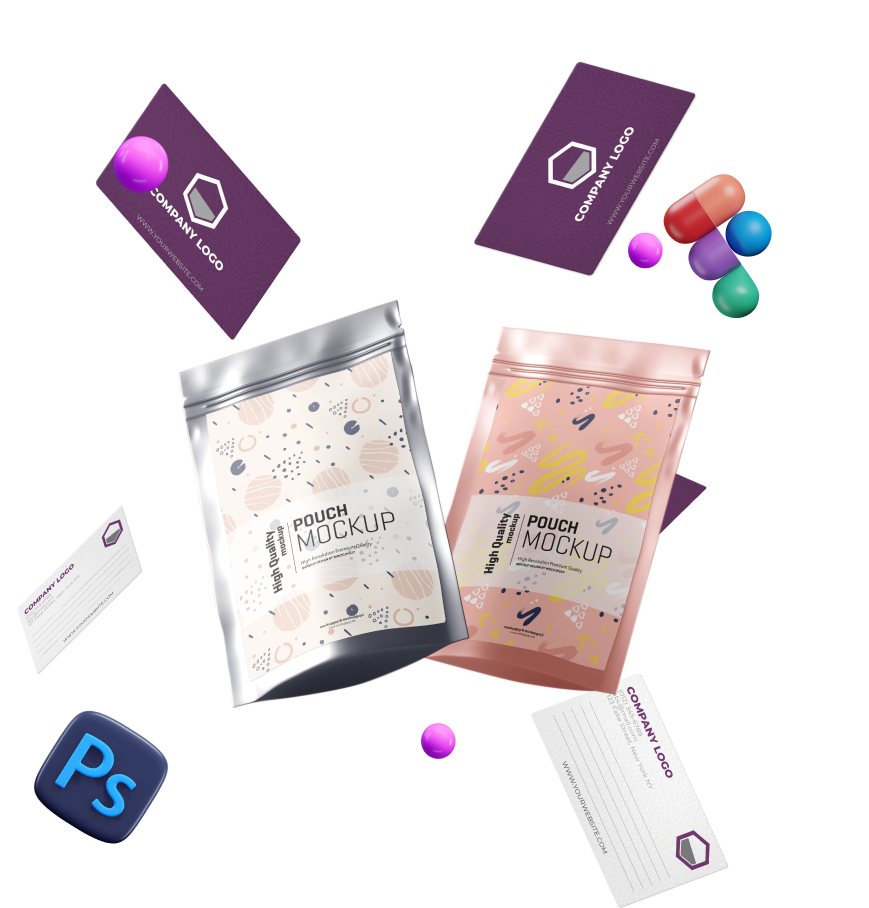 COMPANY LOGO
WWW.YOURWEBSITE.COM
COMPANY LOGO
WWW.YOURWEBSITE.COM
High Quality
mockup
POUCH
MOCKUP
High Resolution Premium Quality
High Quality
mockup
POUCH
MOCKUP
High Resolution Premium Quality
COMPANY LOGO
WWW.YOURWEBSITE.COM
Ps
COMPANY LOGO
New York NY
WWW.YOURWEBSITE.COM